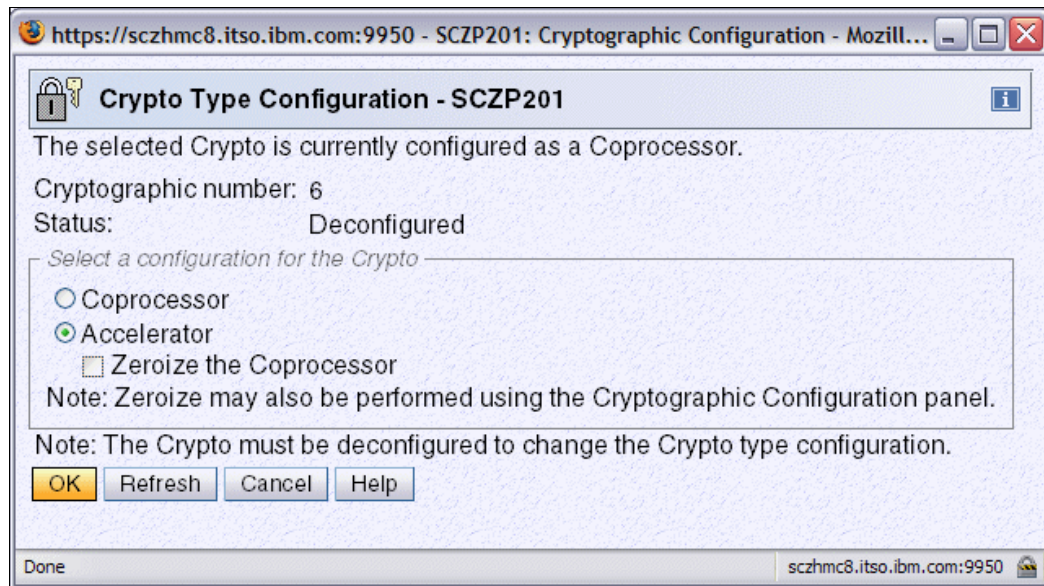 https://sczhmc8.itso.ibm.com:9950 - SCZP201: Cryptographic Configuration - Mozill...
Crypto Type Configuration - SCZP201
The selected Crypto is currently configured as a Coprocessor.
Cryptographic number: 6
Status: Deconfigured
Select a configuration for the Crypto
Coprocessor
Accelerator
Zeroize the Coprocessor
Note: Zeroize may also be performed using the Cryptographic Configuration panel.
Note: The Crypto must be deconfigured to change the Crypto type configuration.
OK Refresh Cancel Help
Done sczhmc8.itso.ibm.com:9950